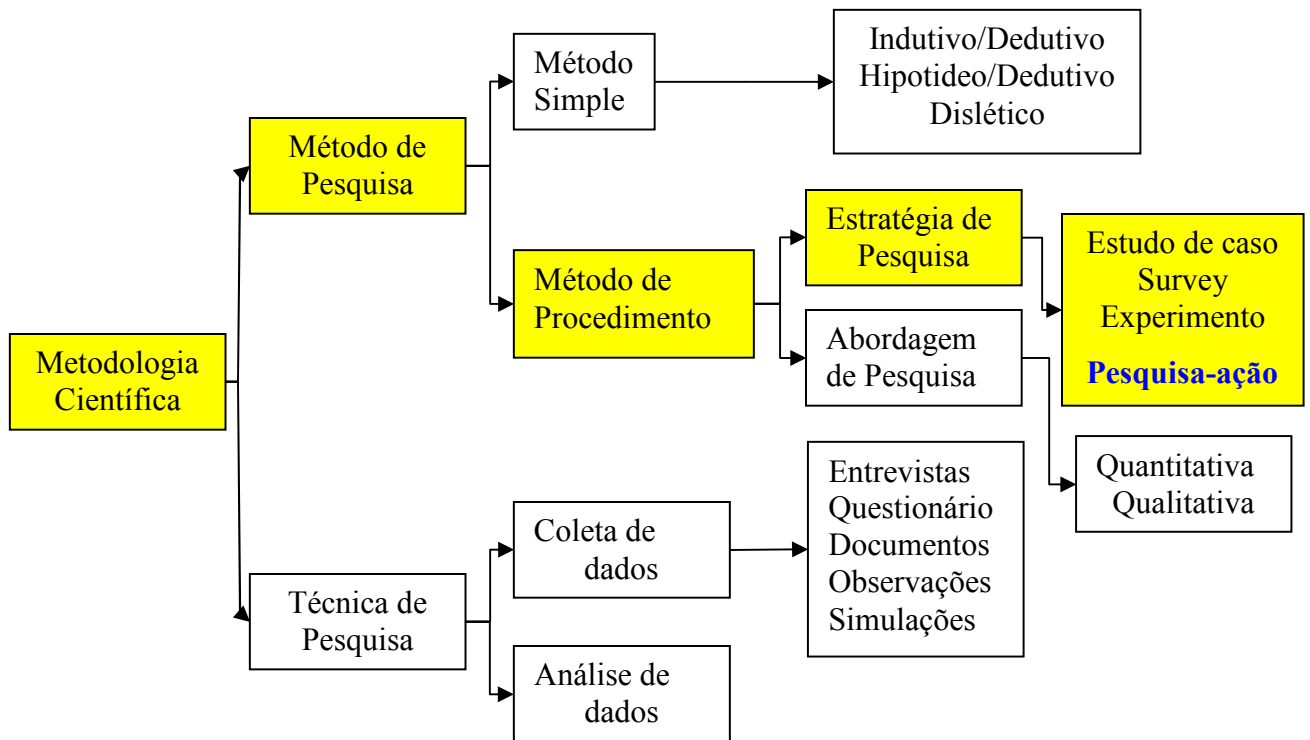 Método
Simple
Indutivo/Dedutivo
Hipotideo/Dedutivo
Dislético
Método de
Pesquisa
Estratégia de
Pesquisa
Estudo de caso
Survey
Experimento
Pesquisa-ação
Método de
Procedimento
Abordagem
de Pesquisa
Metodologia
Científica
Quantitativa
Qualitativa
Entrevistas
Questionário
Documentos
Observações
Simulações
Coleta de
dados
Técnica de
Pesquisa
Análise de
dados